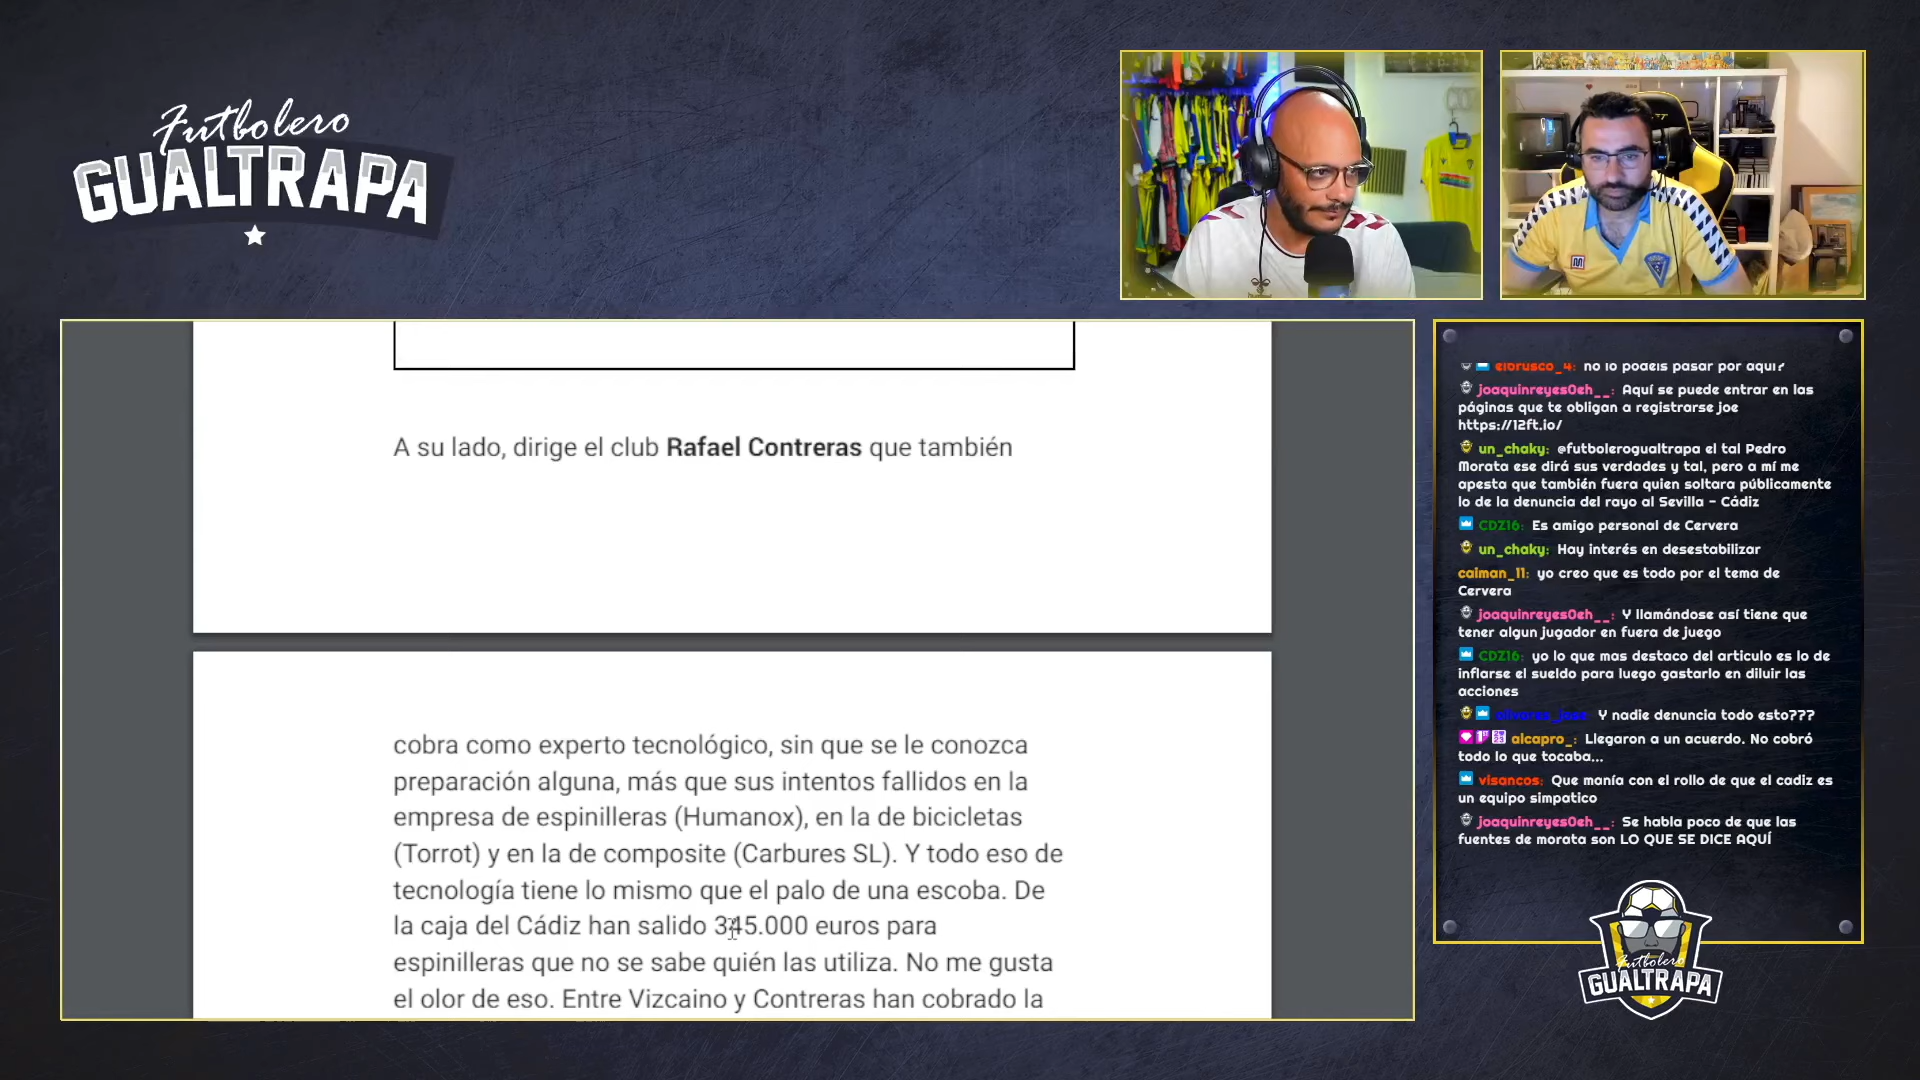 Futbolero
GUALTRAPA
A su lado, dirige el club Rafael Contreras que también
cobra como experto tecnológico, sin que se le conozca
preparación alguna, más que sus intentos fallidos en la
empresa de espinilleras (Humanox), en la de bicicletas
(Torrot) y en la de composite (Carbures SL). Y todo eso de
tecnología tiene lo mismo que el palo de una escoba. De
la caja del Cádiz han salido 345.000 euros para
espinilleras que no se sabe quién las utiliza. No me gusta
el olor de eso. Entre Vizcaino y Contreras han cobrado la
elbrusco_4: no lo podeis pasar por aqui?
joaquinreyes0eh__: Aquí se puede entrar en las
páginas que te obligan a registrarse joe
https://12ft.io/
un_chaky: @futbolerogualtrapa el tal Pedro
Morata ese dirá sus verdades y tal, pero a mí me
apesta que también fuera quien soltara públicamente
lo de la denuncia del rayo al Sevilla - Cádiz
CDZ16: Es amigo personal de Cervera
un_chaky: Hay interés en desestabilizar
caiman_11: yo creo que es todo por el tema de
Cervera
joaquinreyes0eh__: Y llamándose así tiene que
tener algun jugador en fuera de juego
CDZ16: yo lo que mas destaco del articulo es lo de
inflarse el sueldo para luego gastarlo en diluir las
acciones
olivares_jose: Y nadie denuncia todo esto???
alcapro_: Llegaron a un acuerdo. No cobró
todo lo que tocaba...
visancos: Que manía con el rollo de que el cadiz es
un equipo simpatico
joaquinreyes0eh__: Se habla poco de que las
fuentes de morata son LO QUE SE DICE AQUÍ
Futbolero
GUALTRAPA